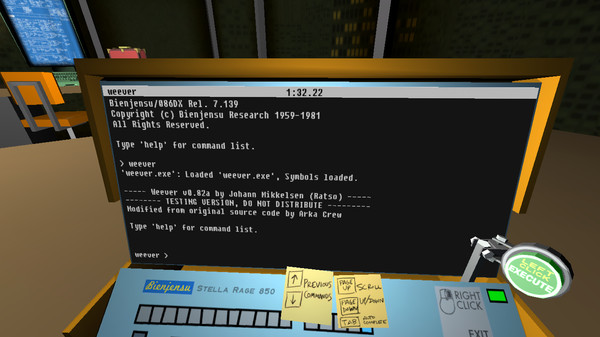 weever 1:32.22
Bienjensu/086DX Rel. 7.139
Copyright (c) Bienjensu Research 1959-1981
All Rights Reserved.
Type 'help' for command list.
> weever
'weever.exe': Loaded 'weever.exe', Symbols loaded.
----- Weever v0.82a by Johann Mikkelsen (Ratso) -----
-------- TESTING VERSION, DO NOT DISTRIBUTE ---------
Modified from original source code by Arka Crew
Type 'help' for command list.
weever >
LEFT
CLICK
EXECUTE
Bienjensu STELLA RAGE 850
↑ PREVIOUS
↓ COMMANDS
PAGE UP SCROLL
PAGE DOWN UP/DOWN
TAB AUTO COMPLETE
RIGHT
CLICK
EXIT